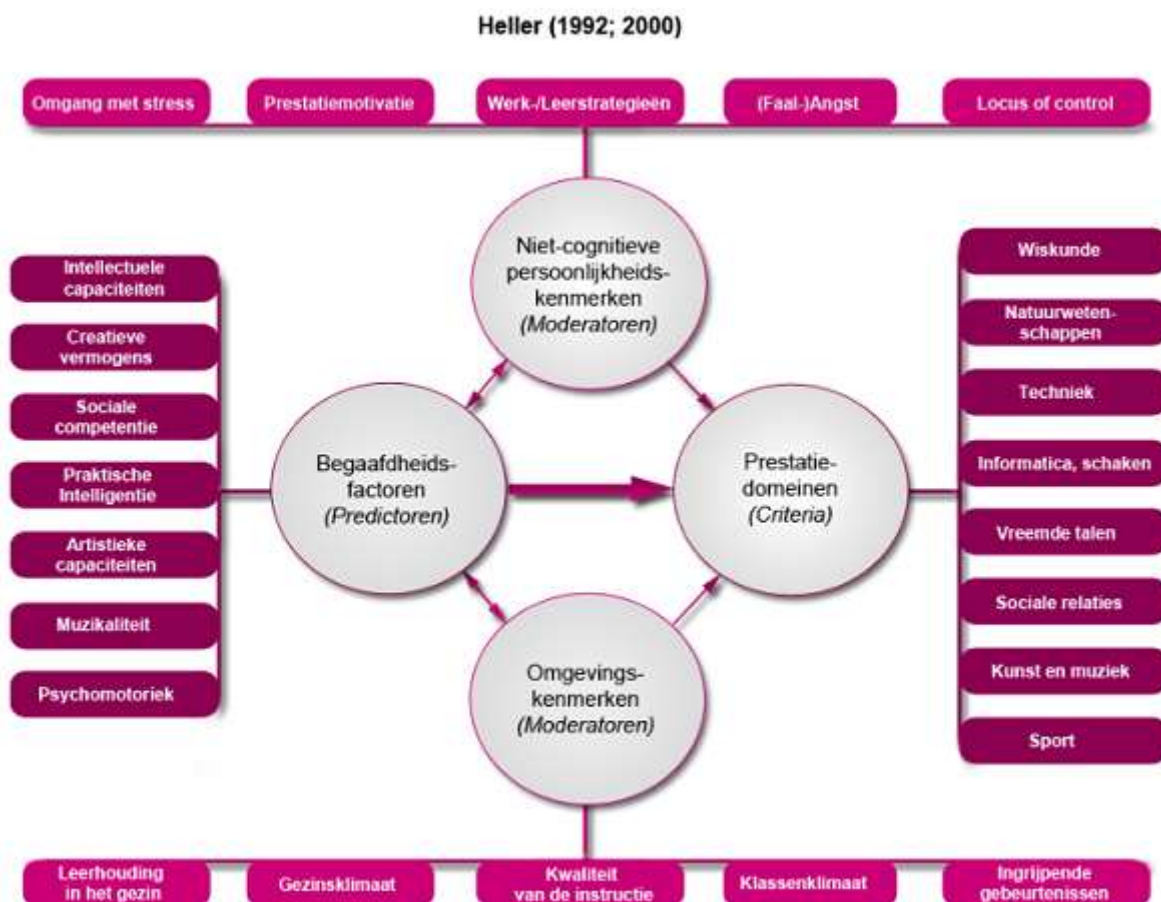 Heller (1992; 2000)
Omgang met stress
Prestatiemotivatie
Werk-/Leerstrategieën
(Faal-)Angst
Locus of control
Niet-cognitieve
persoonlijkheids-
kenmerken
(Moderatoren)
Intellectuele
capaciteiten
Creatieve
vermogens
Sociale
competentie
Praktische
Intelligentie
Artistieke
capaciteiten
Muzikaliteit
Psychomotoriek
Begaafdheids-
factoren
(Predictoren)
Prestatie-
domeinen
(Criteria)
Wiskunde
Natuurweten-
schappen
Techniek
Informatica, schaken
Vreemde talen
Sociale relaties
Kunst en muziek
Sport
Omgevings-
kenmerken
(Moderatoren)
Leerhouding
in het gezin
Gezinsklimaat
Kwaliteit
van de instructie
Klassenklimaat
Ingrijpende
gebeurtenissen